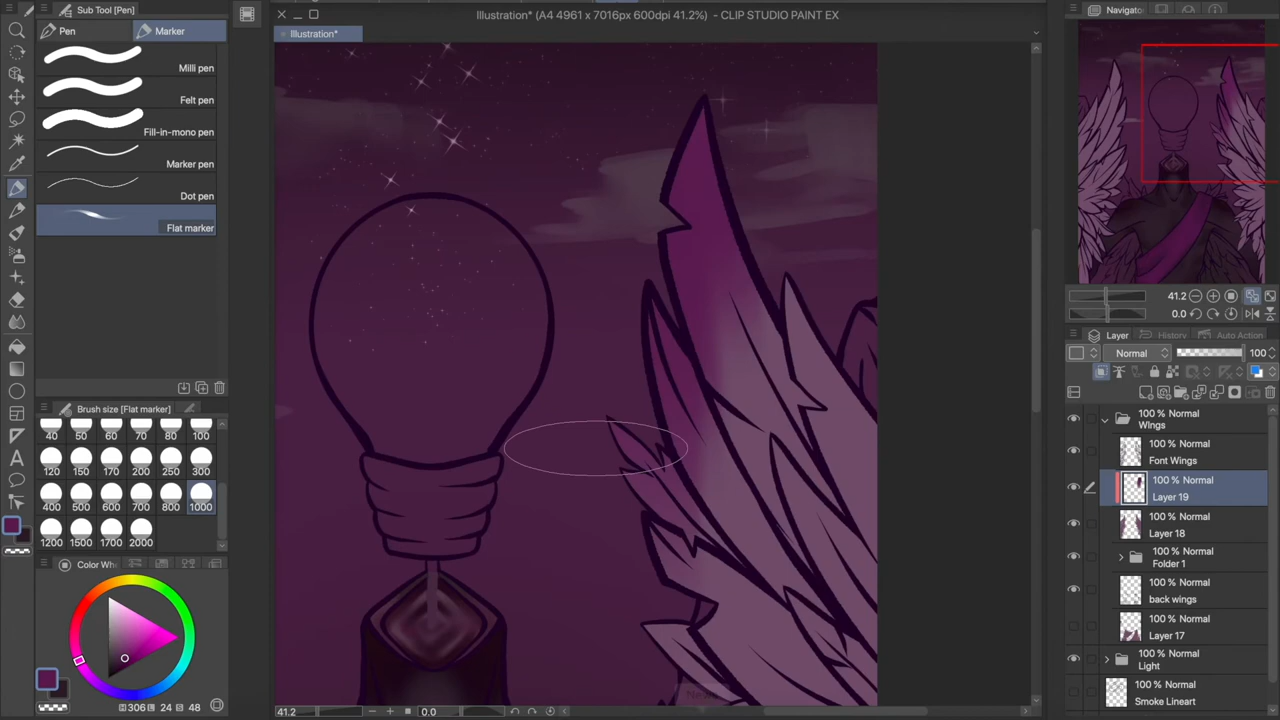 Illustration* (A4 4961 x 7016px 600dpi 41.2%) - CLIP STUDIO PAINT EX
Illustration*
Sub Tool [Pen]
Pen
Marker
Milli pen
Felt pen
Fill-in-mono pen
Marker pen
Dot pen
Flat marker
Brush size [Flat marker]
40 50 60 70 80 100
120 150 170 200 250 300
400 500 600 700 800 1000
1200 1500 1700 2000
Color Whe
H 306 L 24 S 48
41.2 0.0
Navigator
41.2
0.0
Layer History Auto Action
Normal 100
100 % Normal
Wings
100 % Normal
Font Wings
100 % Normal
Layer 19
100 % Normal
Layer 18
100 % Normal
Folder 1
100 % Normal
back wings
100 % Normal
Layer 17
100 % Normal
Light
100 % Normal
Smoke Lineart